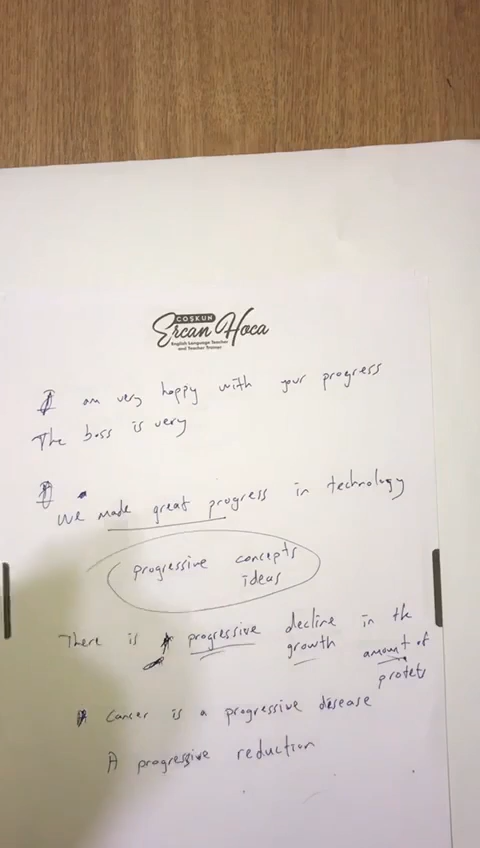 COŞKUN
Ercan Hoca
English Language Teacher
and Teacher Trainer
I am very happy with your progress
The boss is very
We made great progress in technology
progressive concepts
ideas
There is progressive decline in the
growth amount of
protets
Cancer is a progressive disease
A progressive reduction